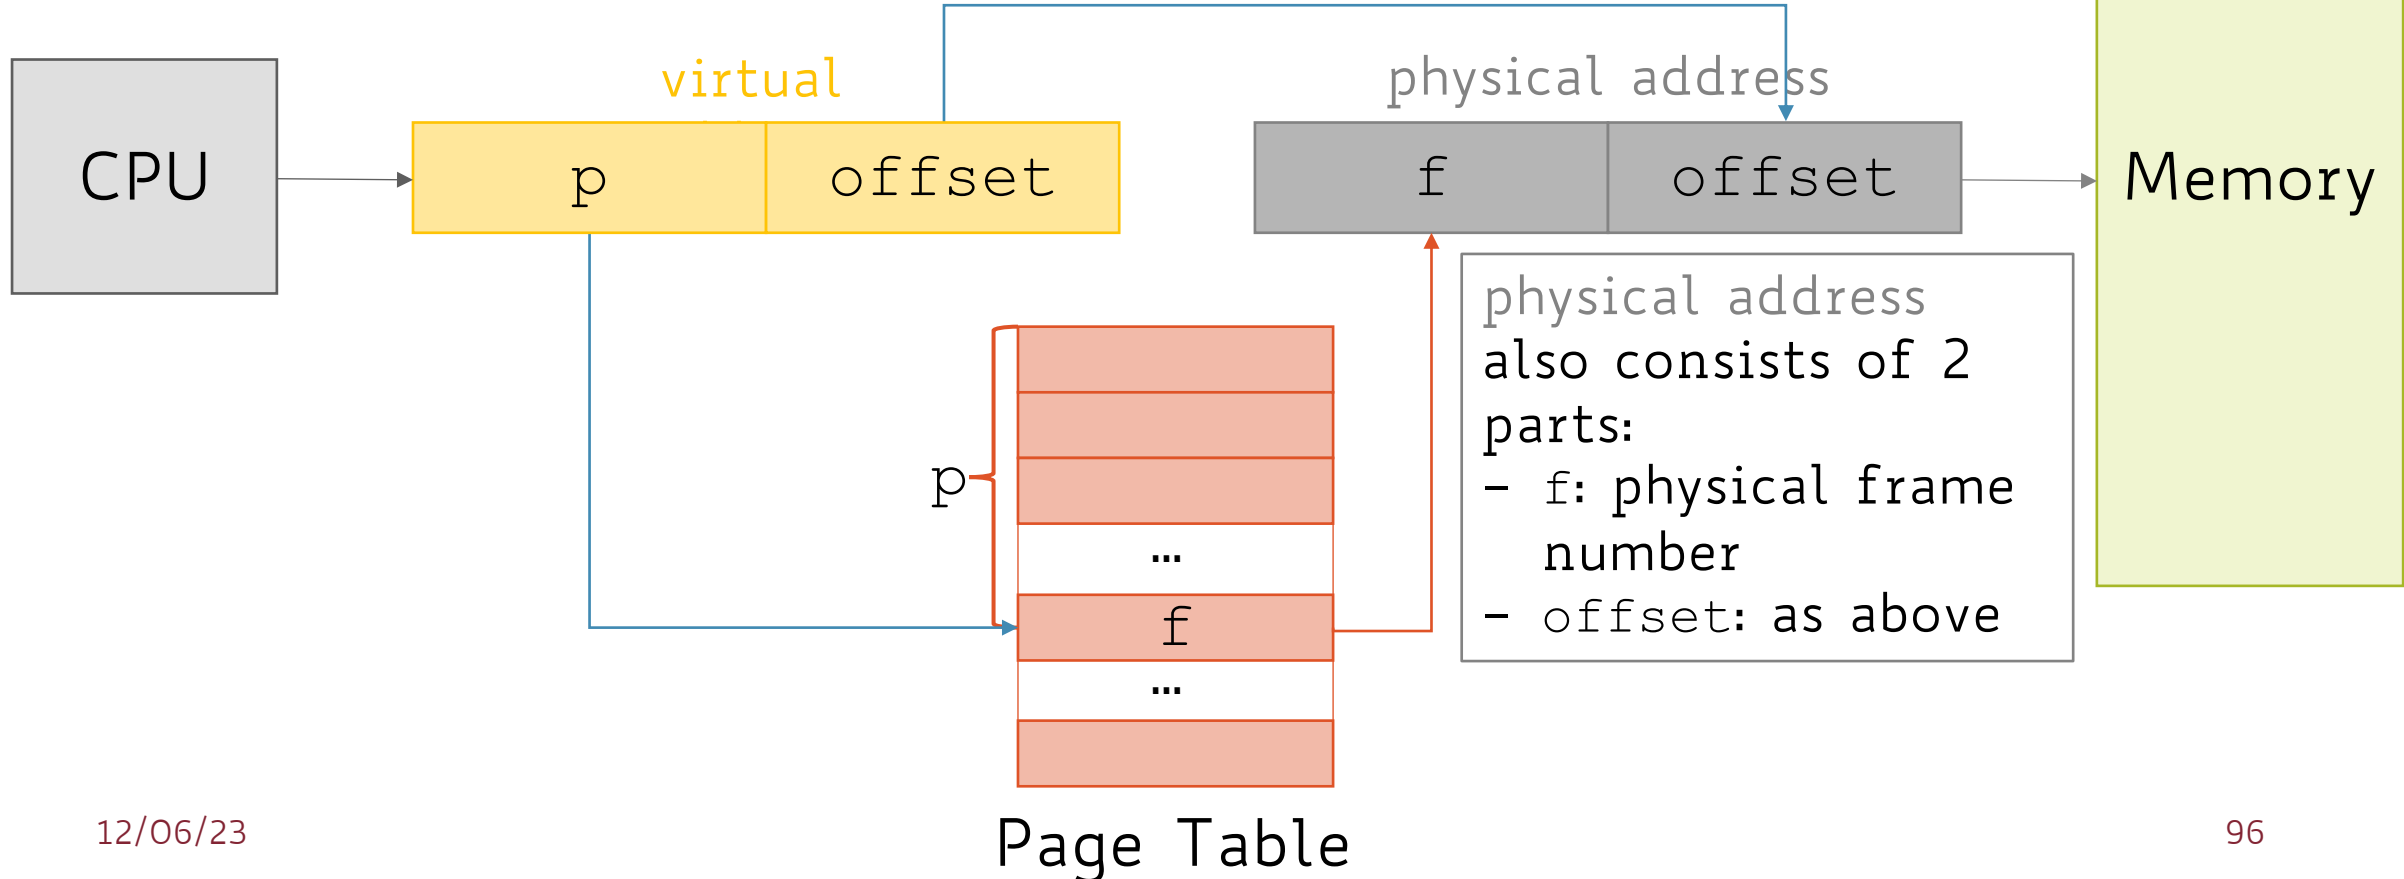 virtual
physical address
CPU
p
offset
f
offset
Memory
physical address
also consists of 2
parts:
- f: physical frame
number
- offset: as above
p
…
f
…
Page Table
12/06/23
96